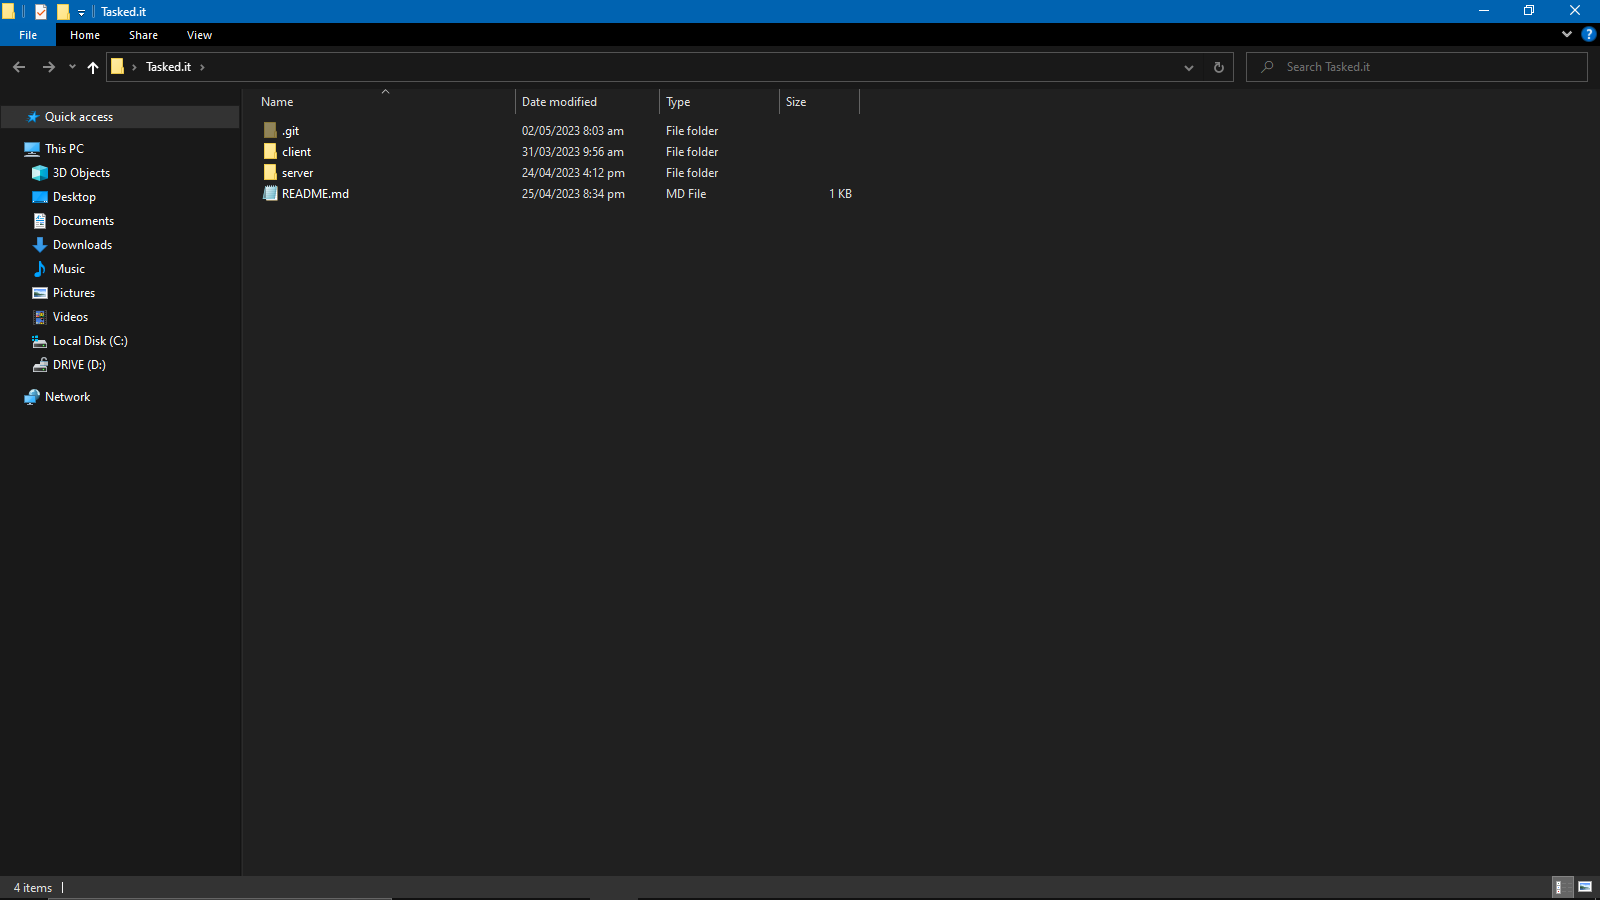 Tasked.it
File Home Share View ?
Tasked.it Search Tasked.it
Name Date modified Type Size
Quick access
This PC
3D Objects
Desktop
Documents
Downloads
Music
Pictures
Videos
Local Disk (C:)
DRIVE (D:)
Network
.git 02/05/2023 8:03 am File folder
client 31/03/2023 9:56 am File folder
server 24/04/2023 4:12 pm File folder
README.md 25/04/2023 8:34 pm MD File 1 KB
4 items